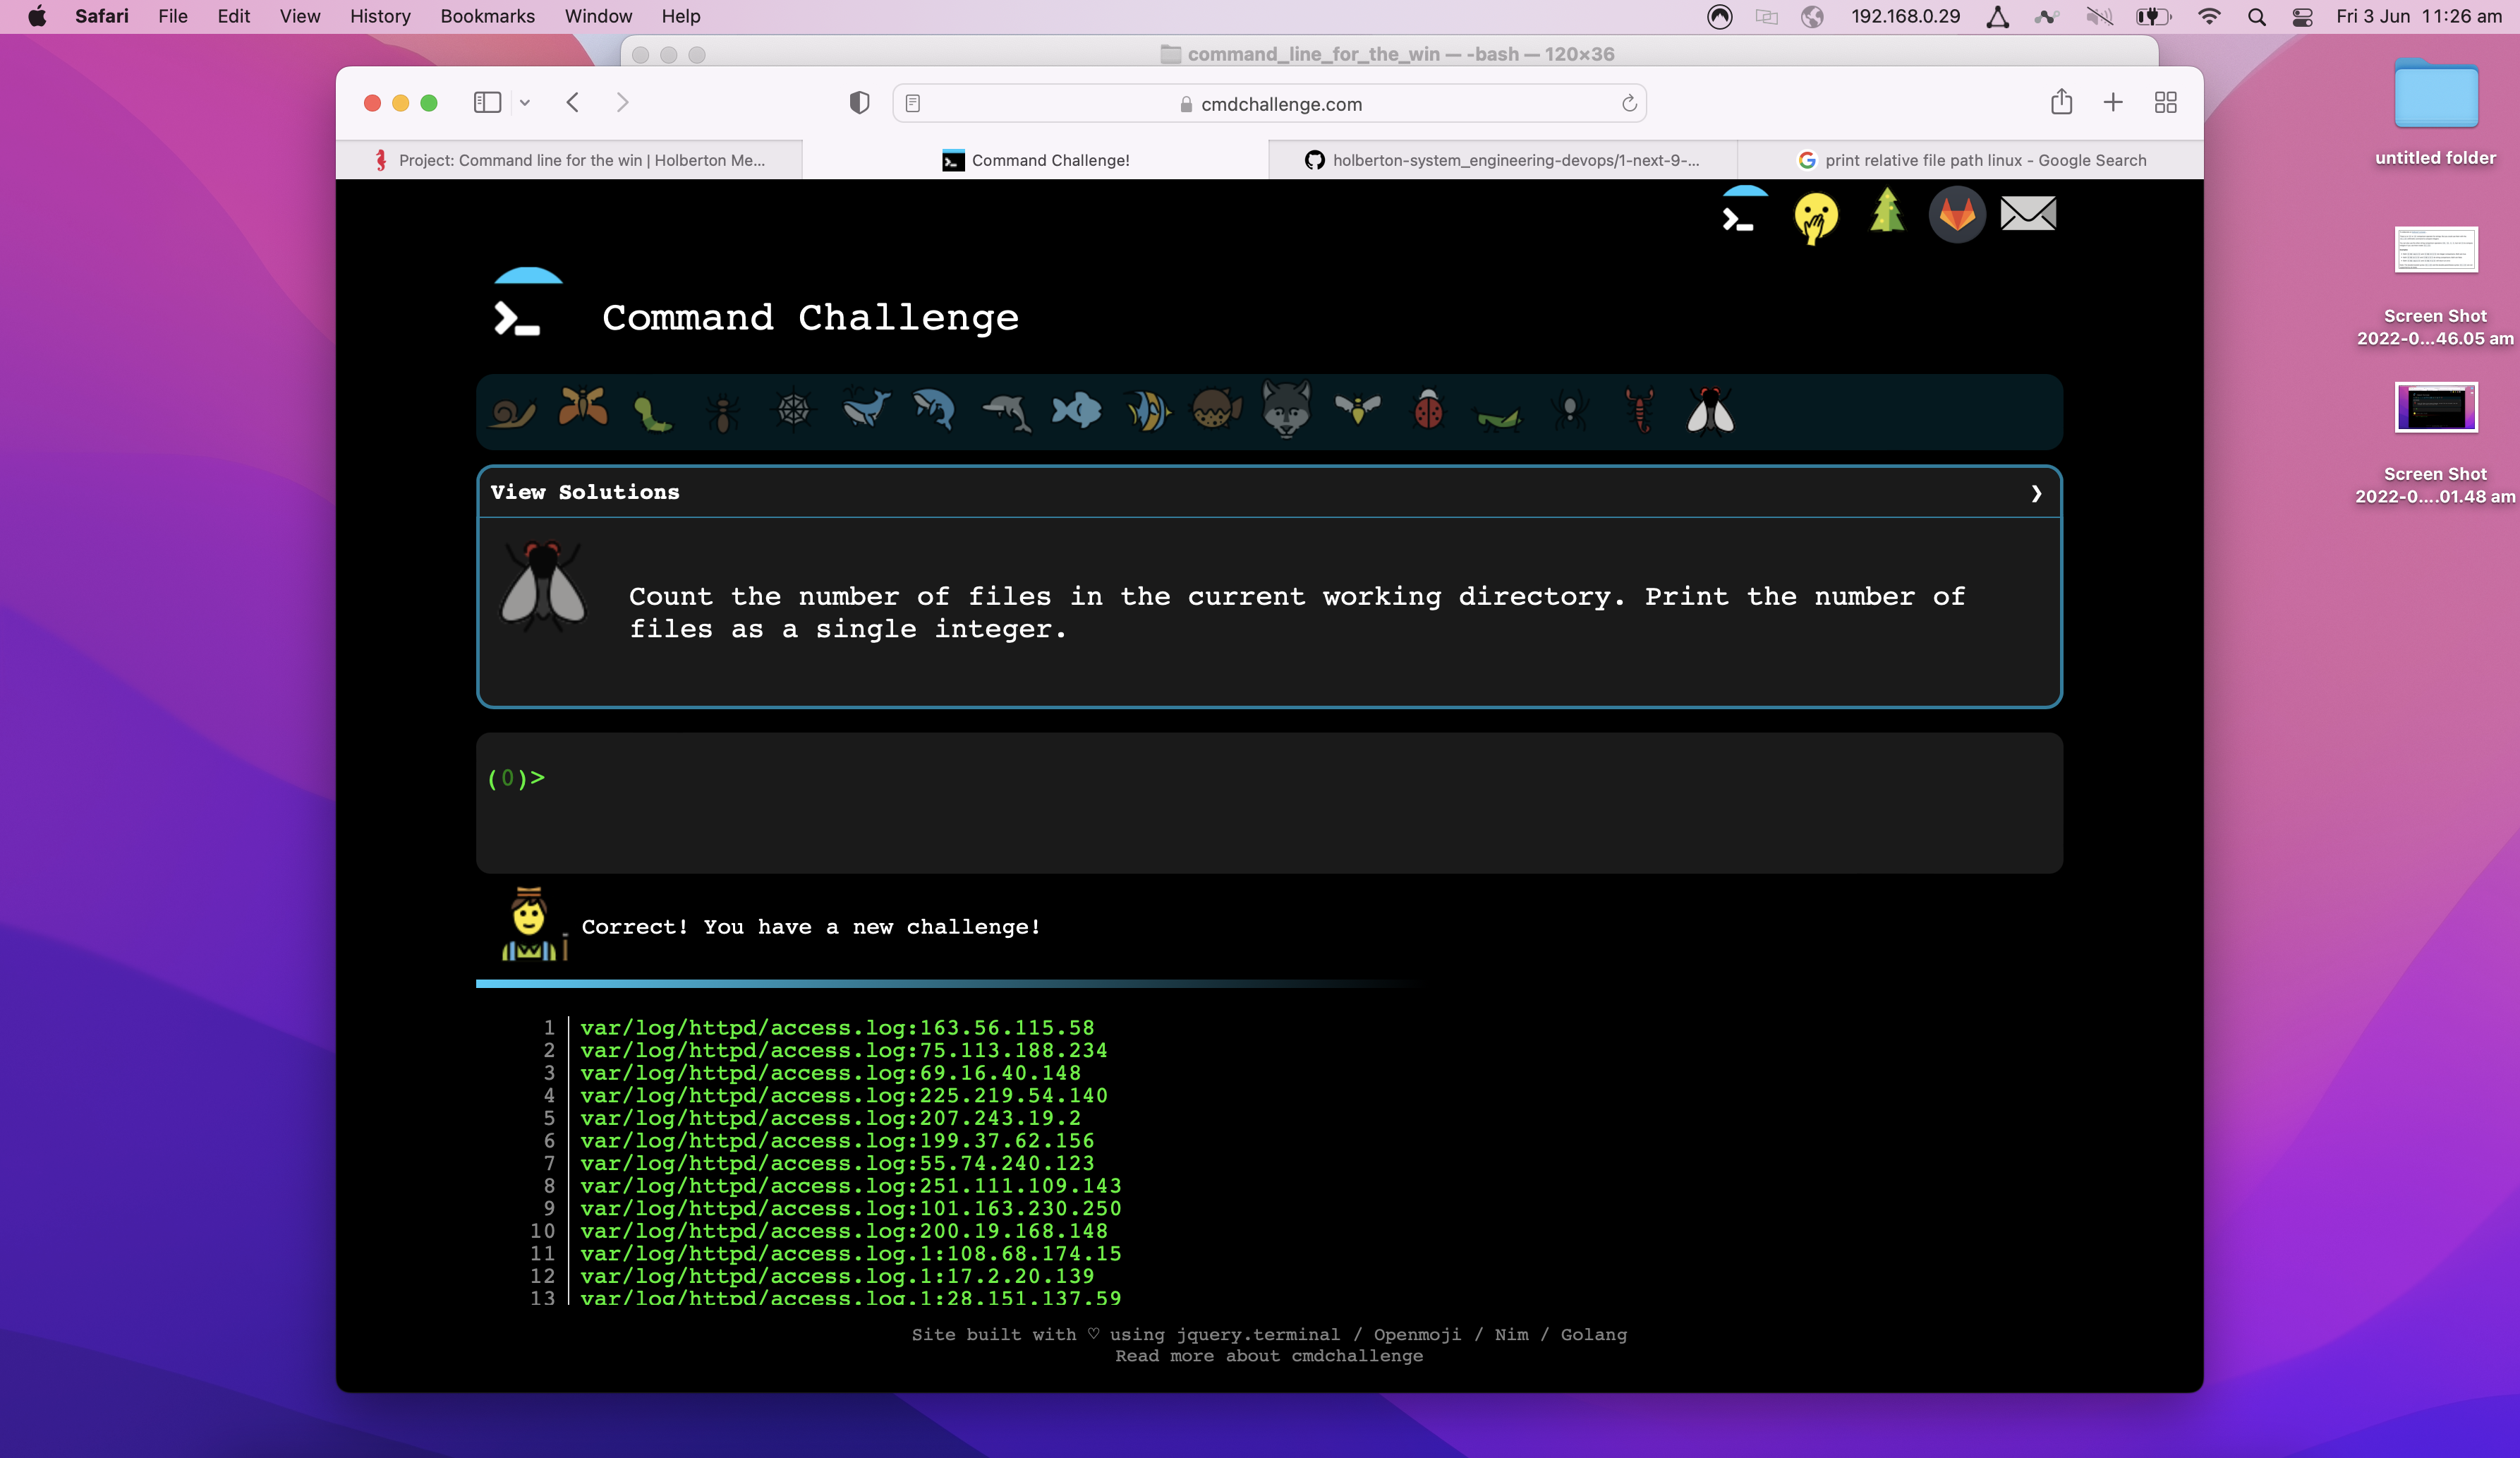 Safari File Edit View History Bookmarks Window Help 192.168.0.29 Fri 3 Jun 11:26 am
command_line_for_the_win — -bash — 120×36
cmdchallenge.com
Project: Command line for the win | Holberton Me...
Command Challenge!
holberton-system_engineering-devops/1-next-9-...
print relative file path linux - Google Search
untitled folder
Screen Shot
2022-0...46.05 am
Screen Shot
2022-0....01.48 am
Command Challenge
View Solutions
Count the number of files in the current working directory. Print the number of
files as a single integer.
(0)>
Correct! You have a new challenge!
1 var/log/httpd/access.log:163.56.115.58
2 var/log/httpd/access.log:75.113.188.234
3 var/log/httpd/access.log:69.16.40.148
4 var/log/httpd/access.log:225.219.54.140
5 var/log/httpd/access.log:207.243.19.2
6 var/log/httpd/access.log:199.37.62.156
7 var/log/httpd/access.log:55.74.240.123
8 var/log/httpd/access.log:251.111.109.143
9 var/log/httpd/access.log:101.163.230.250
10 var/log/httpd/access.log:200.19.168.148
11 var/log/httpd/access.log.1:108.68.174.15
12 var/log/httpd/access.log.1:17.2.20.139
13 var/log/httpd/access.log.1:28.151.137.59
Site built with ♡ using jquery.terminal / Openmoji / Nim / Golang
Read more about cmdchallenge